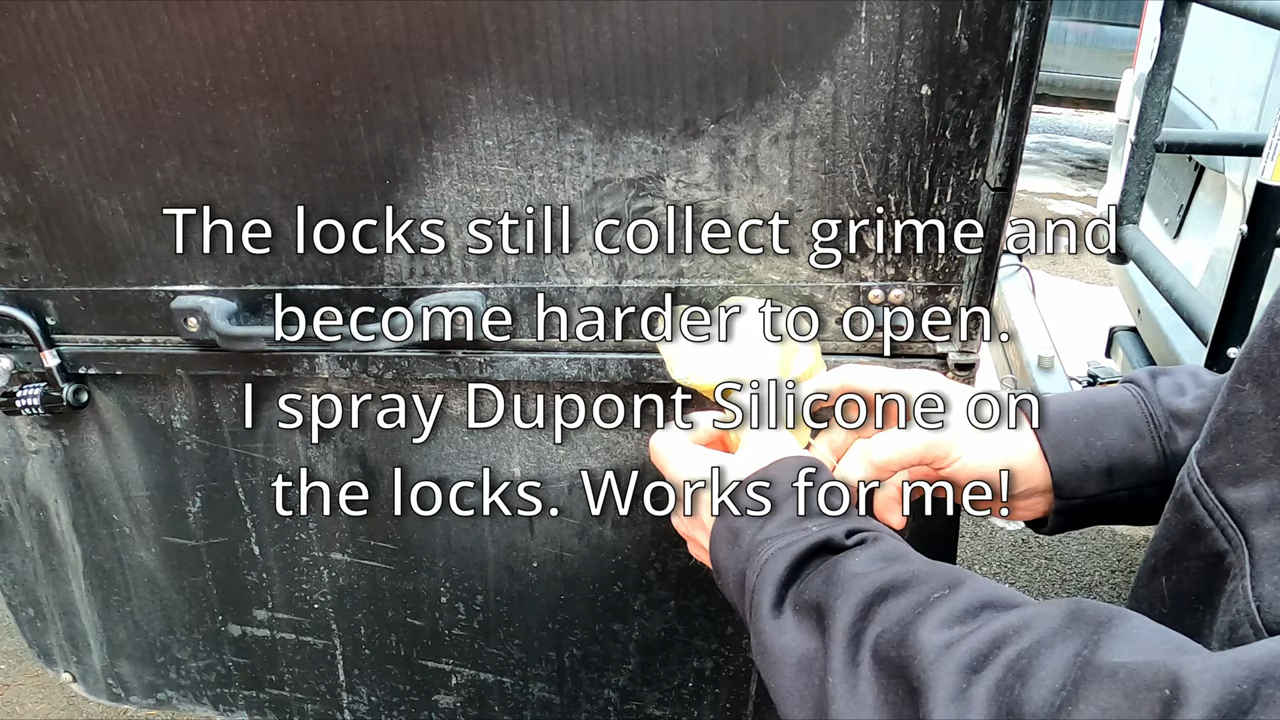 The locks still collect grime and
become harder to open.
I spray Dupont Silicone on
the locks. Works for me!